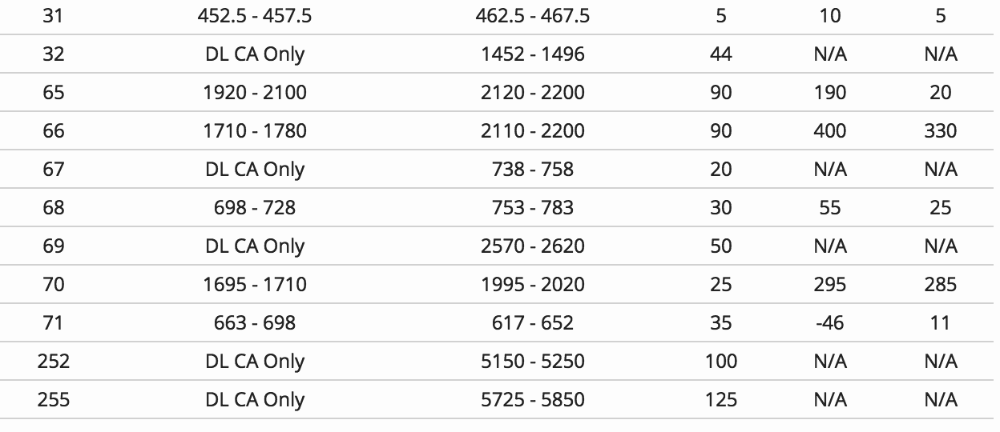 31 452.5 - 457.5 462.5 - 467.5 5 10 5
32 DL CA Only 1452 - 1496 44 N/A N/A
65 1920 - 2100 2120 - 2200 90 190 20
66 1710 - 1780 2110 - 2200 90 400 330
67 DL CA Only 738 - 758 20 N/A N/A
68 698 - 728 753 - 783 30 55 25
69 DL CA Only 2570 - 2620 50 N/A N/A
70 1695 - 1710 1995 - 2020 25 295 285
71 663 - 698 617 - 652 35 -46 11
252 DL CA Only 5150 - 5250 100 N/A N/A
255 DL CA Only 5725 - 5850 125 N/A N/A